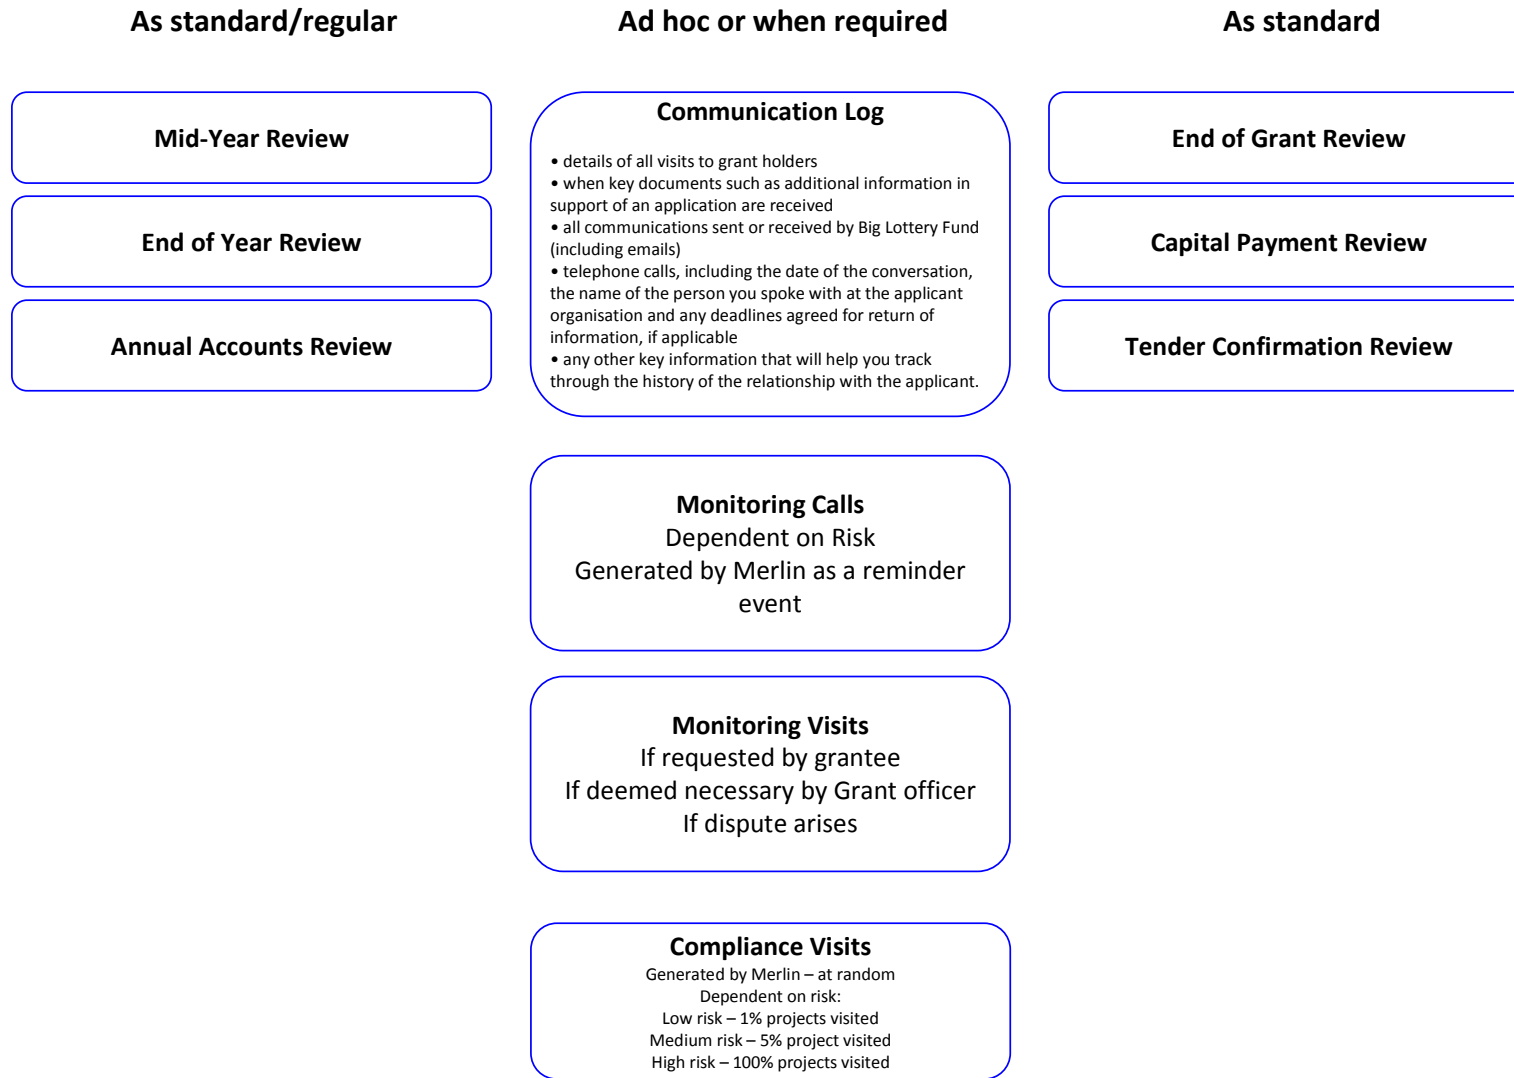 As standard/regular
Ad hoc or when required
As standard
Mid-Year Review
End of Year Review
Annual Accounts Review
Communication Log
• details of all visits to grant holders
• when key documents such as additional information in
support of an application are received
• all communications sent or received by Big Lottery Fund
(including emails)
• telephone calls, including the date of the conversation,
the name of the person you spoke with at the applicant
organisation and any deadlines agreed for return of
information, if applicable
• any other key information that will help you track
through the history of the relationship with the applicant.
Monitoring Calls
Dependent on Risk
Generated by Merlin as a reminder
event
Monitoring Visits
If requested by grantee
If deemed necessary by Grant officer
If dispute arises
Compliance Visits
Generated by Merlin – at random
Dependent on risk:
Low risk – 1% projects visited
Medium risk – 5% project visited
High risk – 100% projects visited
End of Grant Review
Capital Payment Review
Tender Confirmation Review